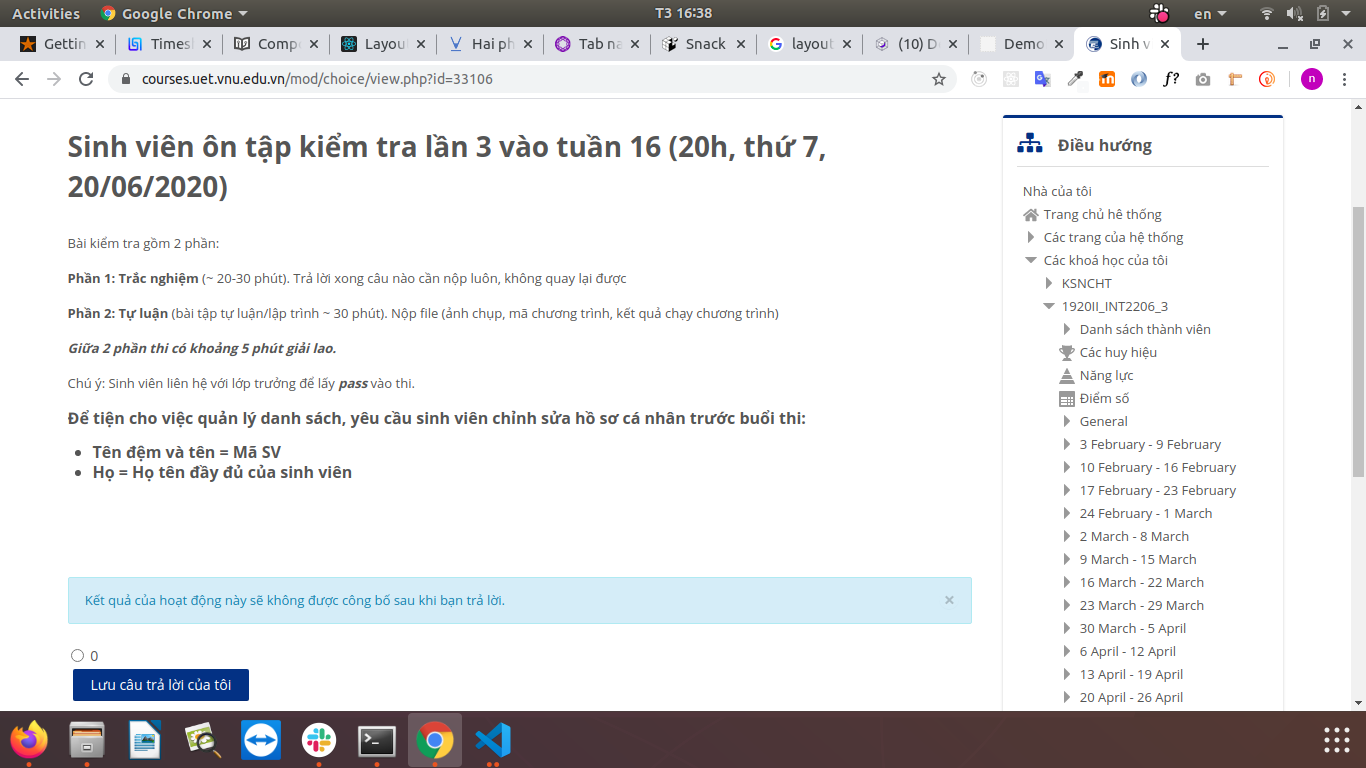 Activities
Google Chrome
T3 16:38
en
Gettin
Timesl
Comp
Layou
Hai ph
Tab na
Snack
layout
(10) D
Demo
Sinh v
courses.uet.vnu.edu.vn/mod/choice/view.php?id=33106
f?
n
Sinh viên ôn tập kiểm tra lần 3 vào tuần 16 (20h, thứ 7,
20/06/2020)
Bài kiểm tra gồm 2 phần:
Phần 1: Trắc nghiệm (~ 20-30 phút). Trả lời xong câu nào cần nộp luôn, không quay lại được
Phần 2: Tự luận (bài tập tự luận/lập trình ~ 30 phút). Nộp file (ảnh chụp, mã chương trình, kết quả chạy chương trình)
Giữa 2 phần thi có khoảng 5 phút giải lao.
Chú ý: Sinh viên liên hệ với lớp trưởng để lấy pass vào thi.
Để tiện cho việc quản lý danh sách, yêu cầu sinh viên chỉnh sửa hồ sơ cá nhân trước buổi thi:
Tên đệm và tên = Mã SV
Họ = Họ tên đầy đủ của sinh viên
Kết quả của hoạt động này sẽ không được công bố sau khi bạn trả lời.
0
Lưu câu trả lời của tôi
Điều hướng
Nhà của tôi
Trang chủ hê thống
Các trang của hệ thống
Các khoá học của tôi
KSNCHT
1920II_INT2206_3
Danh sách thành viên
Các huy hiệu
Năng lực
Điểm số
General
3 February - 9 February
10 February - 16 February
17 February - 23 February
24 February - 1 March
2 March - 8 March
9 March - 15 March
16 March - 22 March
23 March - 29 March
30 March - 5 April
6 April - 12 April
13 April - 19 April
20 April - 26 April